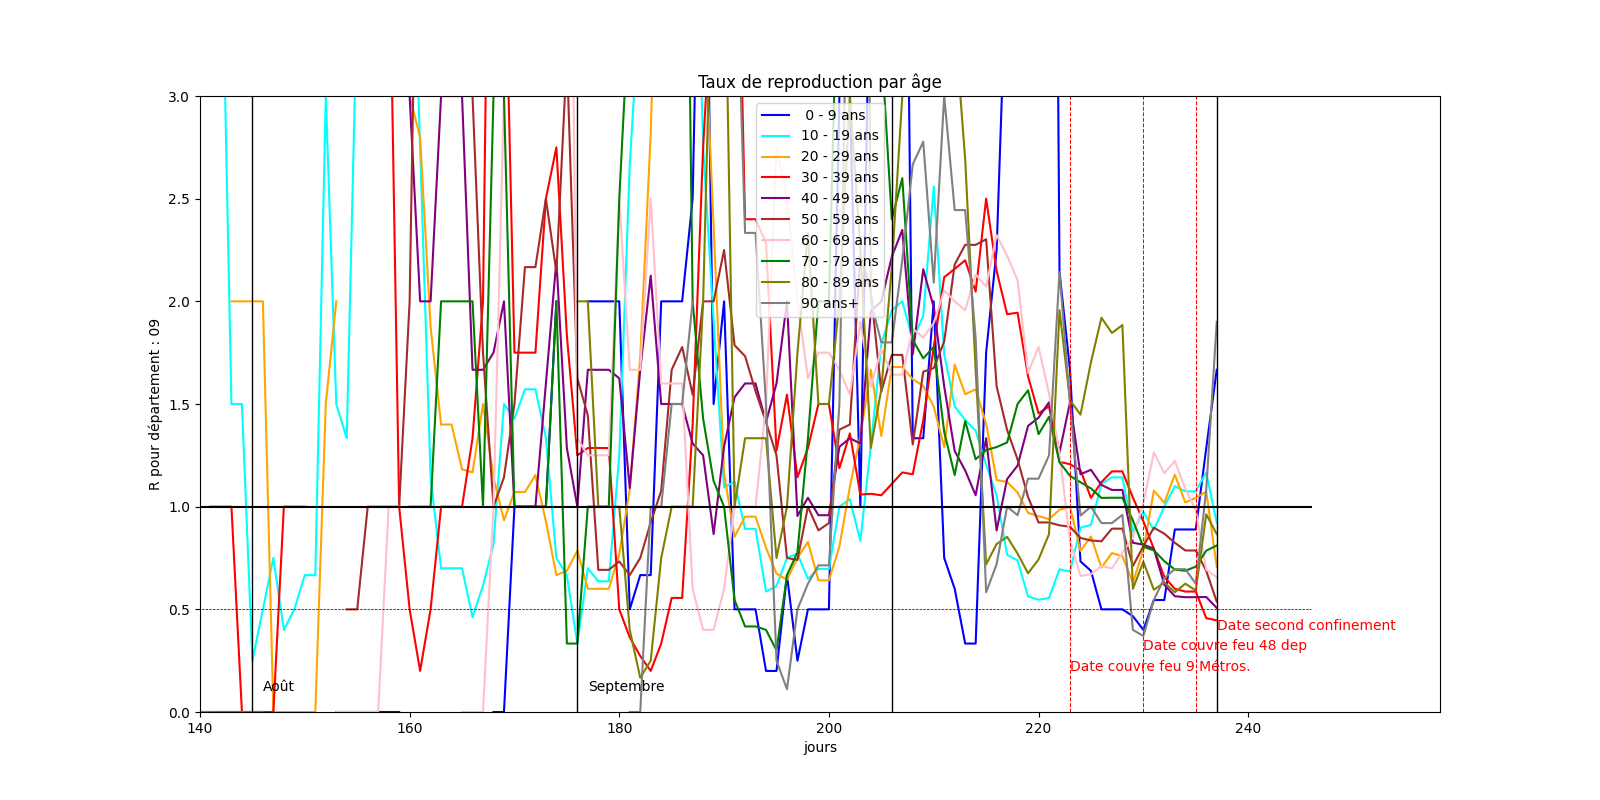 Taux de reproduction par âge
R pour département : 09
3.0
2.5
2.0
1.5
1.0
0.5
0.0
0 - 9 ans
10 - 19 ans
20 - 29 ans
30 - 39 ans
40 - 49 ans
50 - 59 ans
60 - 69 ans
70 - 79 ans
80 - 89 ans
90 ans+
Date second confinement
Date couvre feu 48 dep
Date couvre feu 9 Métros.
Août
Septembre
140
160
180
200
220
240
jours